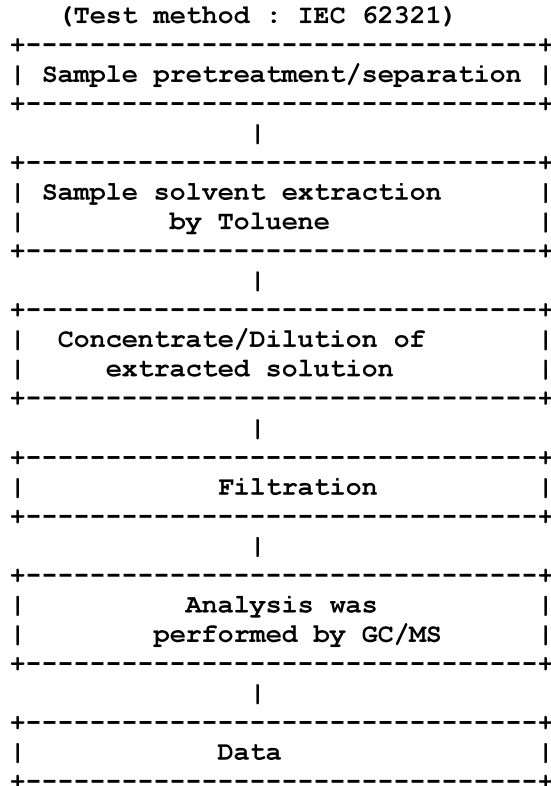 (Test method : IEC 62321)
Sample pretreatment/separation
Sample solvent extraction
by Toluene
Concentrate/Dilution of
extracted solution
Filtration
Analysis was
performed by GC/MS
Data